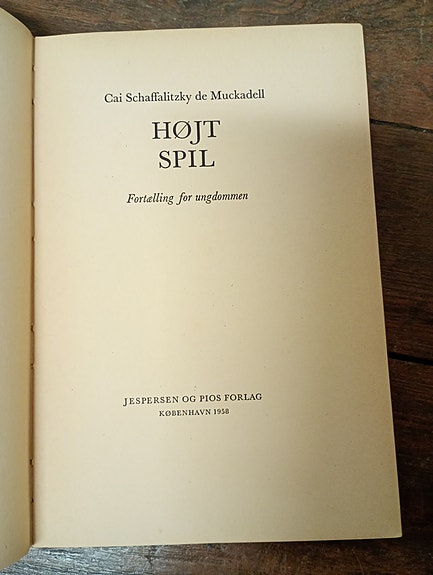 Cai Schaffalitzky de Muckadell
HØJT
SPIL
Fortælling for ungdommen
JESPERSEN OG PIOS FORLAG
KØBENHAVN 1958